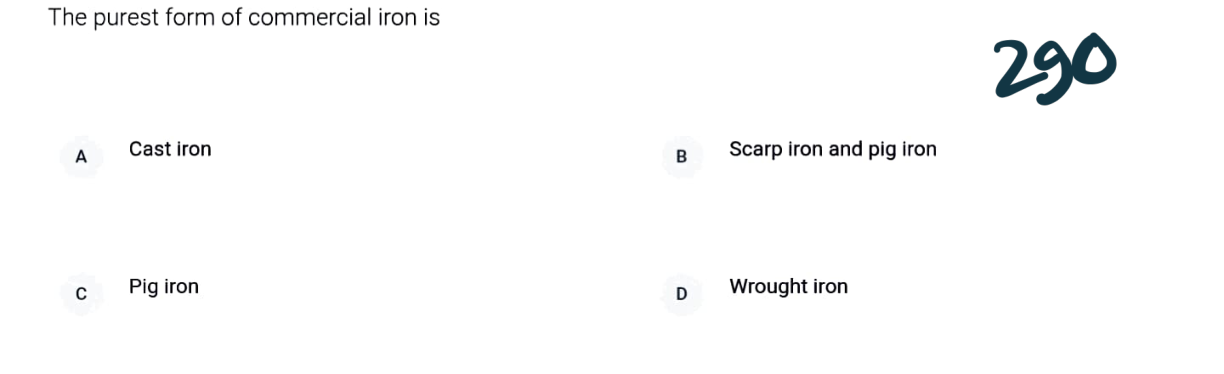 The purest form of commercial iron is
290
A Cast iron
B Scarp iron and pig iron
C Pig iron
D Wrought iron